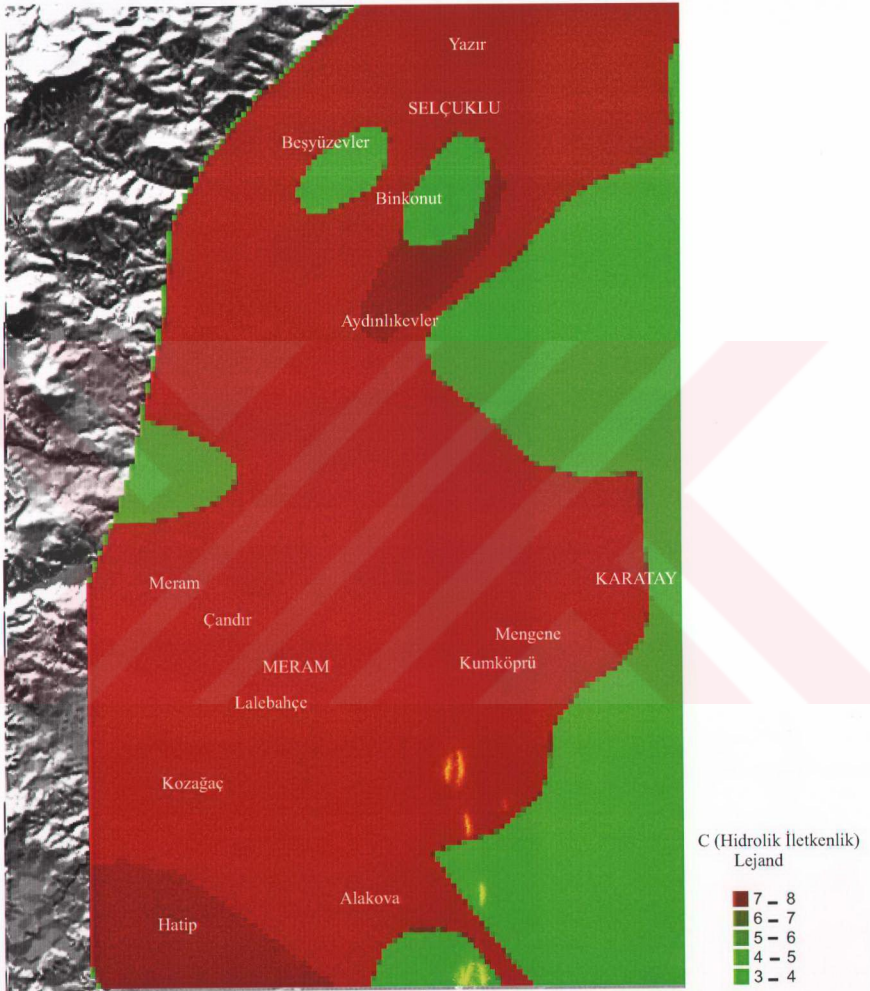 Yazır
SELÇUKLU
Beşyüzevler
Binkonut
Aydınlıkevler
Meram
KARATAY
Çandır
Mengene
MERAM
Kumköprü
Lalebahçe
Kozağaç
Alakova
Hatip
C (Hidrolik İletkenlik)
Lejand
7 – 8
6 – 7
5 – 6
4 – 5
3 – 4